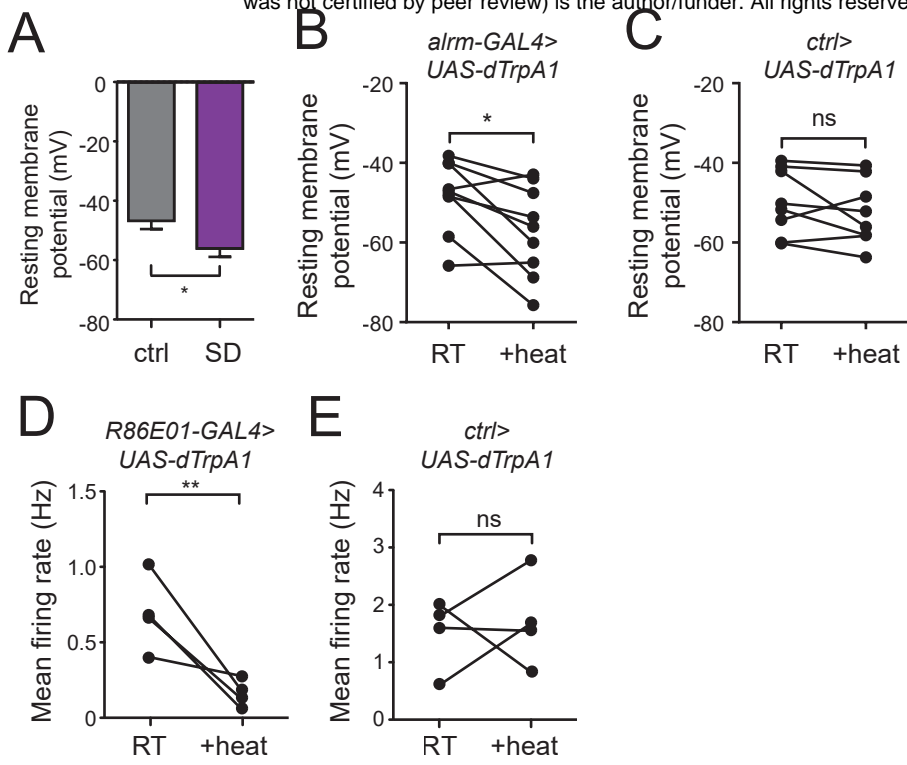 was not certified by peer review) is the author/funder. All rights reserve
A
Resting membrane
potential (mV)
0
-20
-40
-60
-80
*
ctrl SD
B
alrm-GAL4>
UAS-dTrpA1
Resting membrane
potential (mV)
-20
-40
-60
-80
*
RT +heat
C
ctrl>
UAS-dTrpA1
Resting membrane
potential (mV)
-20
-40
-60
-80
ns
RT +heat
D
R86E01-GAL4>
UAS-dTrpA1
Mean firing rate (Hz)
1.5
1.0
0.5
0
**
RT +heat
E
ctrl>
UAS-dTrpA1
Mean firing rate (Hz)
4
3
2
1
0
ns
RT +heat